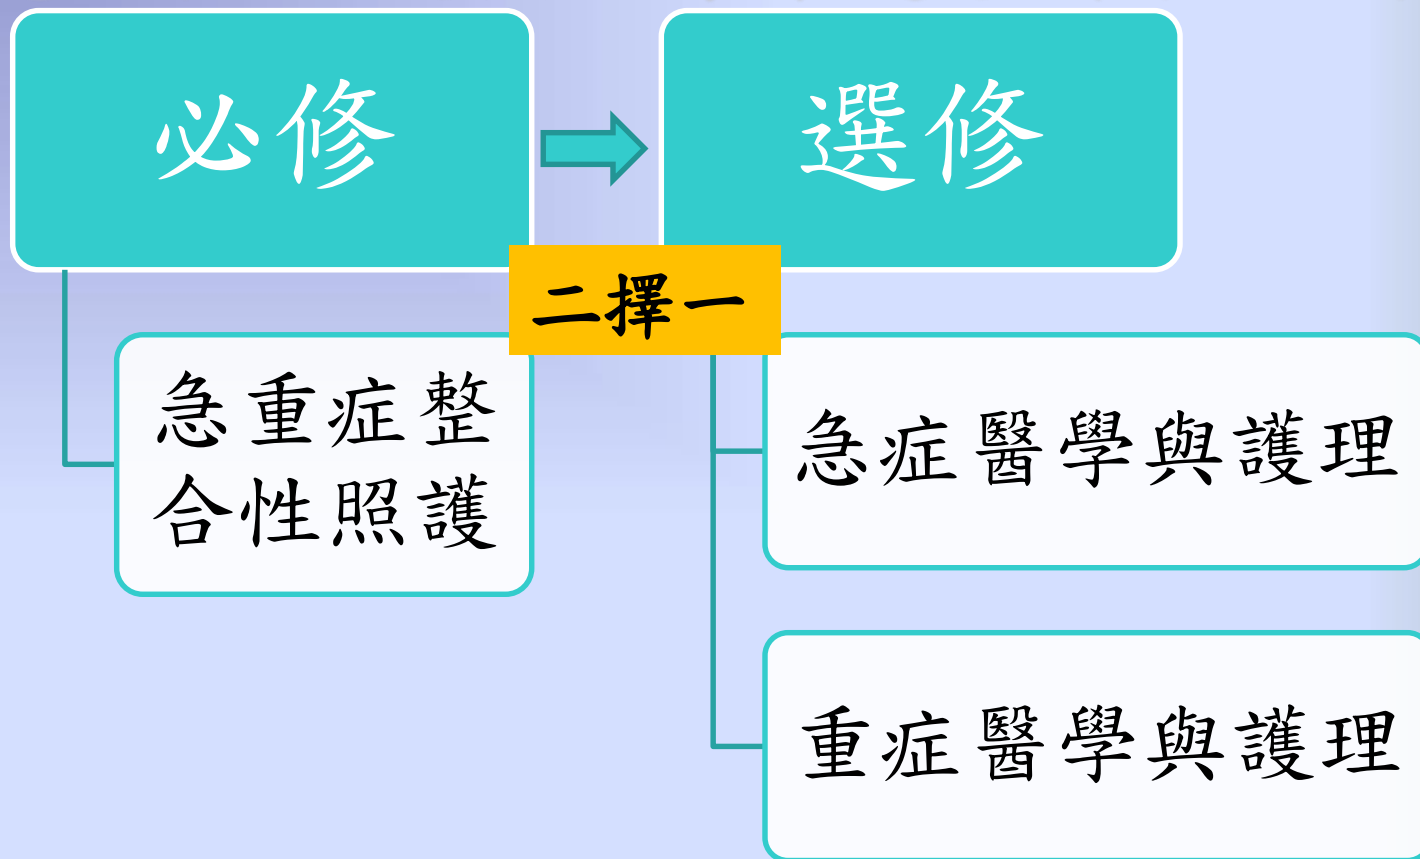 必修
選修
二擇一
急重症整
合性照護
急症醫學與護理
重症醫學與護理